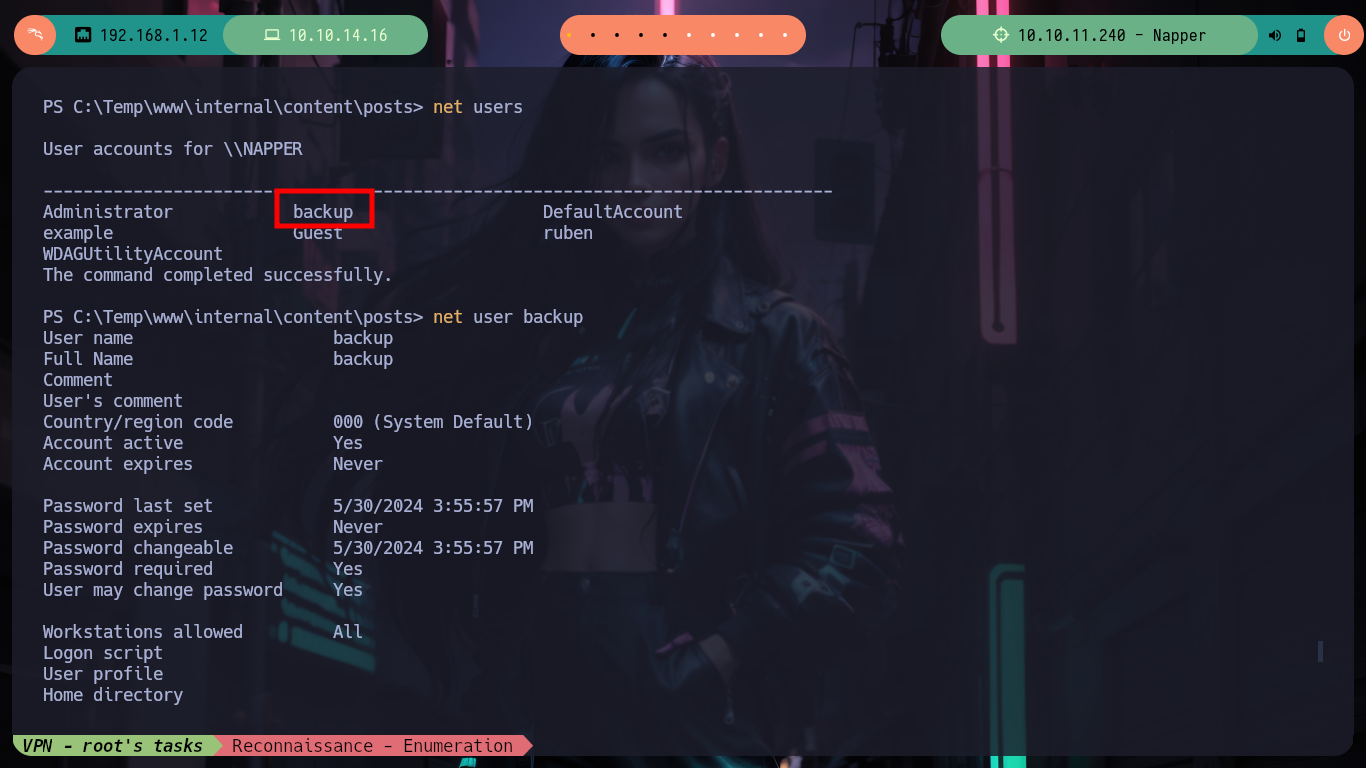 192.168.1.12 10.10.14.16 10.10.11.240 - Napper
PS C:\Temp\www\internal\content\posts> net users
User accounts for \\NAPPER
-------------------------------------------------------------------------------
Administrator backup DefaultAccount
example Guest ruben
WDAGUtilityAccount
The command completed successfully.
PS C:\Temp\www\internal\content\posts> net user backup
User name backup
Full Name backup
Comment
User's comment
Country/region code 000 (System Default)
Account active Yes
Account expires Never
Password last set 5/30/2024 3:55:57 PM
Password expires Never
Password changeable 5/30/2024 3:55:57 PM
Password required Yes
User may change password Yes
Workstations allowed All
Logon script
User profile
Home directory
VPN - root's tasks Reconnaissance - Enumeration